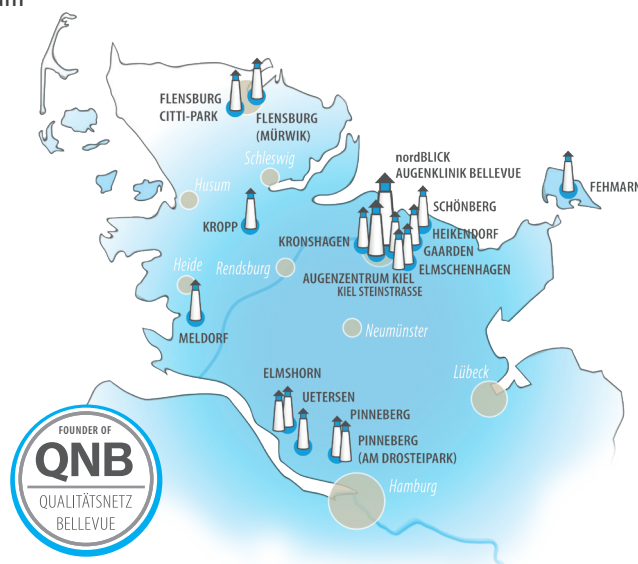 FLENSBURG
CITTI-PARK
FLENSBURG
(MÜRWIK)
Schleswig
nordBLICK
AUGENKLINIK BELLEVUE
FEHMARN
Husum
SCHÖNBERG
KROPP
KRONSHAGEN
HEIKENDORF
GAARDEN
ELMSCHENHAGEN
Heide
Rendsburg
AUGENZENTRUM KIEL
KIEL STEINSTRASSE
MELDORF
Neumünster
Lübeck
ELMSHORN
UETERSEN
PINNEBERG
PINNEBERG
(AM DROSTEIPARK)
Hamburg
FOUNDER OF
QNB
QUALITÄTSNETZ
BELLEVUE